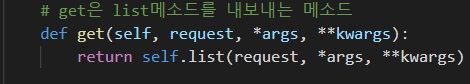 # get은 list메소드를 내보내는 메소드
def get(self, request, *args, **kwargs):
return self.list(request, *args, **kwargs)